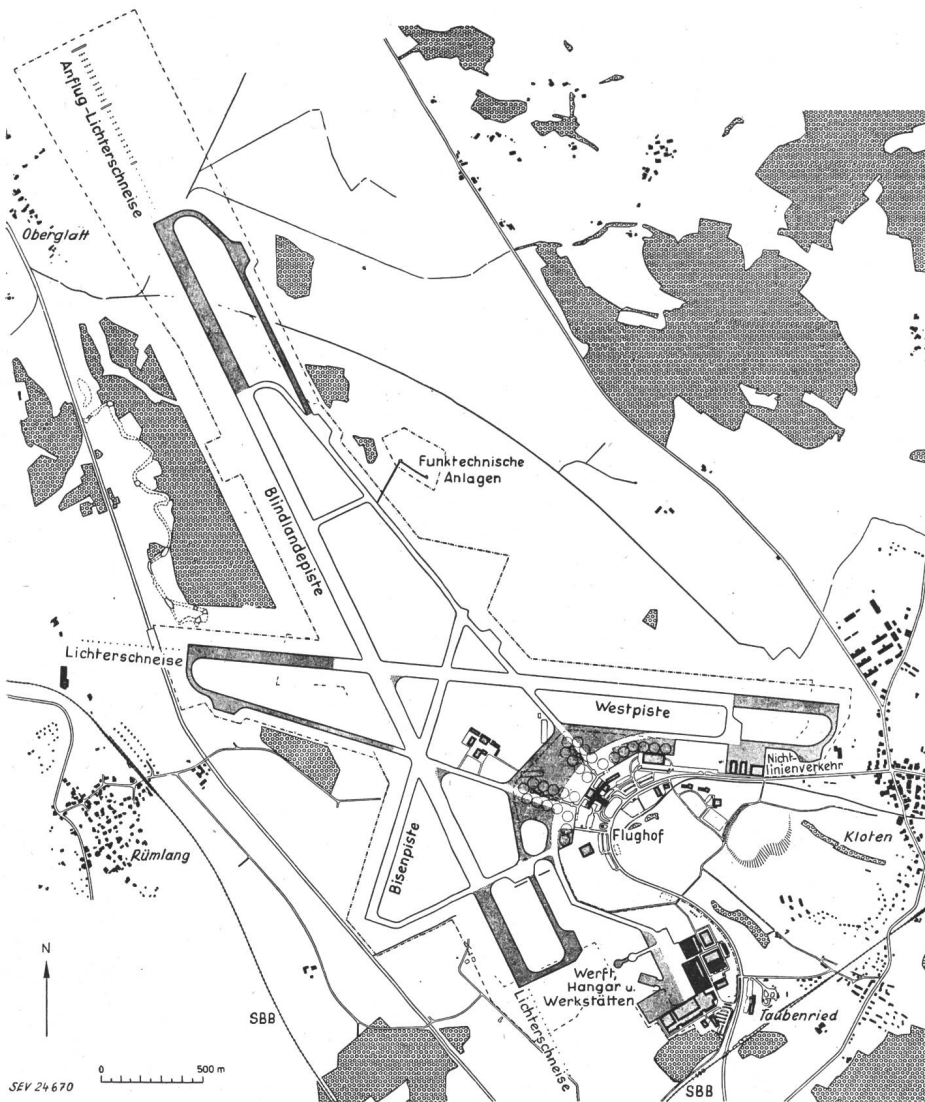 Anflug-Lichterschneise
Oberglatt
Funktechnische
Anlagen
Blindlandepiste
Lichterschneise
Westpiste
Nicht-
linienverkehr
Flughof
Kloten
Rümlang
Bisenpiste
N
Werft,
Hangar u.
Werkstätten
Lichterschneise
Taubenried
SBB
SBB
0 500 m
SEV 24670